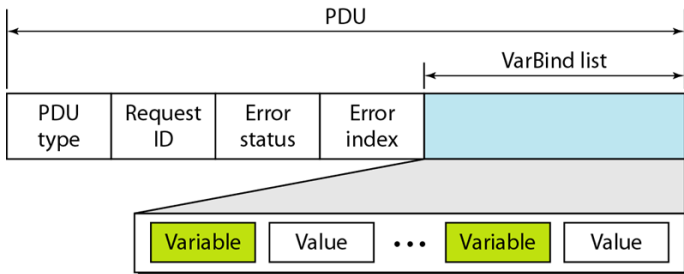 PDU
VarBind list
PDU type
Request ID
Error status
Error index
Variable
Value
...
Variable
Value